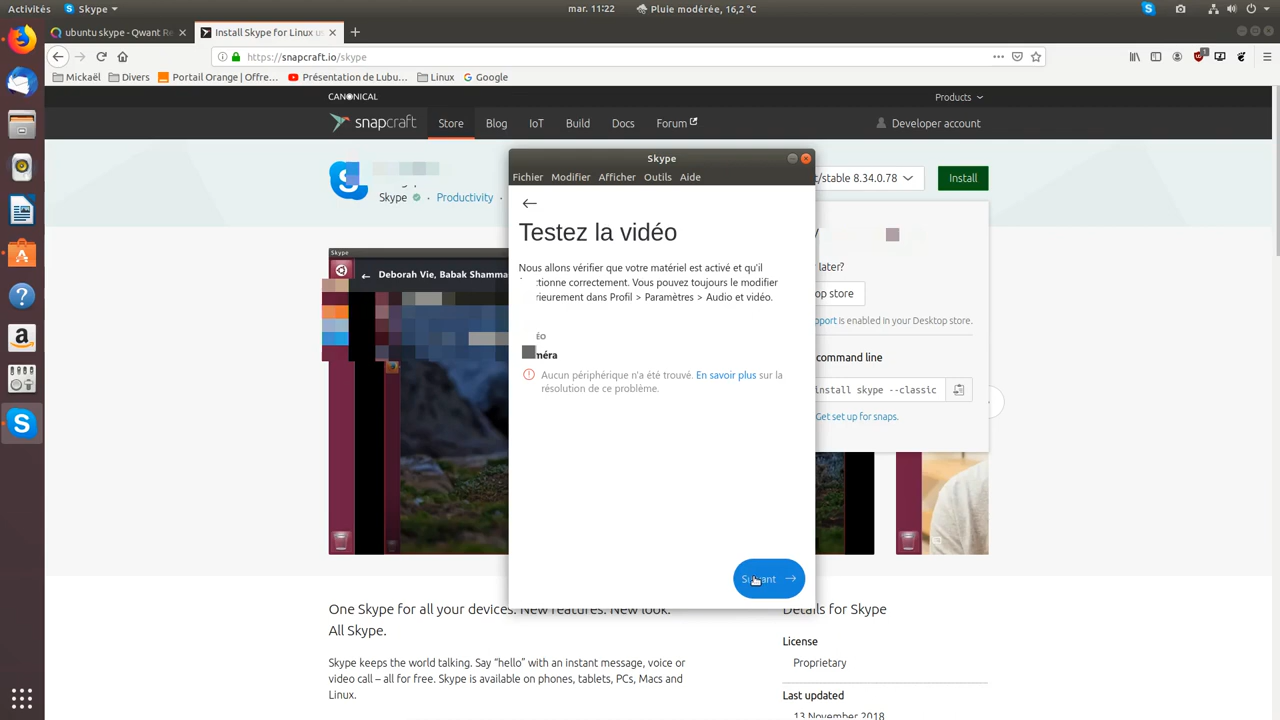 Activités
Skype
mar. 11:22
Pluie modérée, 16,2 °C
ubuntu skype - Qwant Re
Install Skype for Linux us
https://snapcraft.io/skype
Mickaël
Divers
Portail Orange | Offre...
Présentation de Lubu...
Linux
Google
CANONICAL
Products
snapcraft
Store
Blog
IoT
Build
Docs
Forum
Developer account
Skype
Productivity
t/stable 8.34.0.78
Install
Skype
Fichier
Modifier
Afficher
Outils
Aide
Testez la vidéo
Nous allons vérifier que votre matériel est activé et qu'il
ctionne correctement. Vous pouvez toujours le modifier
rieurement dans Profil > Paramètres > Audio et vidéo.
éo
méra
Aucun périphérique n'a été trouvé. En savoir plus sur la
résolution de ce problème.
Suivant
later?
op store
pport is enabled in your Desktop store.
command line
install skype --classic
Get set up for snaps.
Skype
Deborah Vie, Babak Shamma
One Skype for all your devices. New features. New look.
All Skype.
Skype keeps the world talking. Say “hello” with an instant message, voice or
video call – all for free. Skype is available on phones, tablets, PCs, Macs and
Linux.
Details for Skype
License
Proprietary
Last updated
13 November 2018